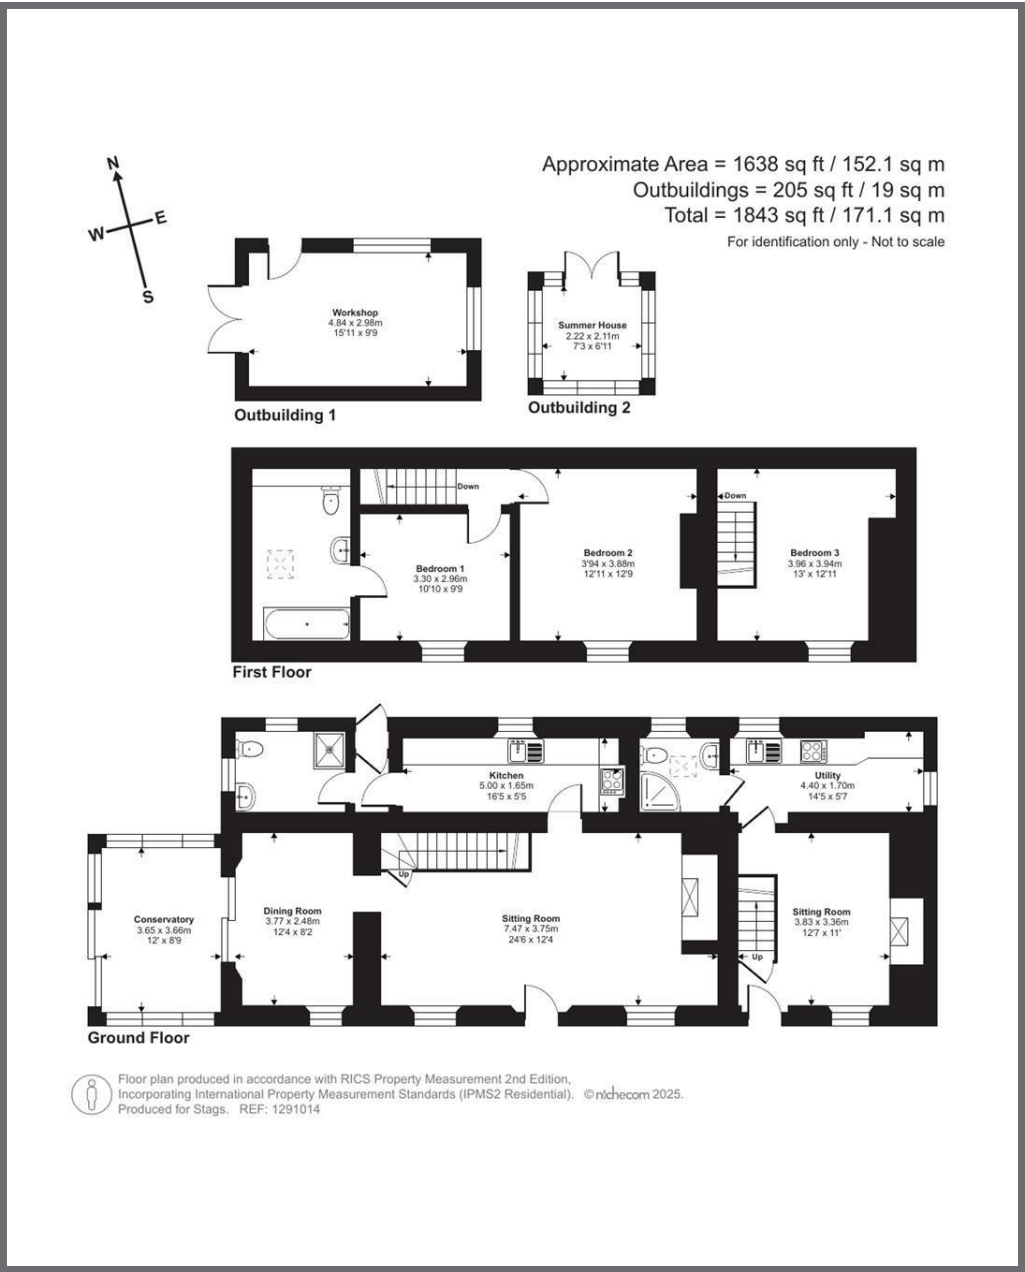 N
E
W
S
Approximate Area = 1638 sq ft / 152.1 sq m
Outbuildings = 205 sq ft / 19 sq m
Total = 1843 sq ft / 171.1 sq m
For identification only - Not to scale
Workshop
4.84 x 2.98m
15'11 x 9'9
Outbuilding 1
Summer House
2.22 x 2.11m
7'3 x 6'11
Outbuilding 2
Down
Bedroom 1
3.30 x 2.96m
10'10 x 9'9
Bedroom 2
3'94 x 3.88m
12'11 x 12'9
Down
Bedroom 3
3.96 x 3.94m
13' x 12'11
First Floor
Kitchen
5.00 x 1.65m
16'5 x 5'5
Utility
4.40 x 1.70m
14'5 x 5'7
Conservatory
3.65 x 3.66m
12' x 8'9
Dining Room
3.77 x 2.48m
12'4 x 8'2
Up
Sitting Room
7.47 x 3.75m
24'6 x 12'4
Sitting Room
3.83 x 3.36m
12'7 x 11'
Up
Ground Floor
Floor plan produced in accordance with RICS Property Measurement 2nd Edition,
Incorporating International Property Measurement Standards (IPMS2 Residential). © nichecom 2025.
Produced for Stags. REF: 1291014